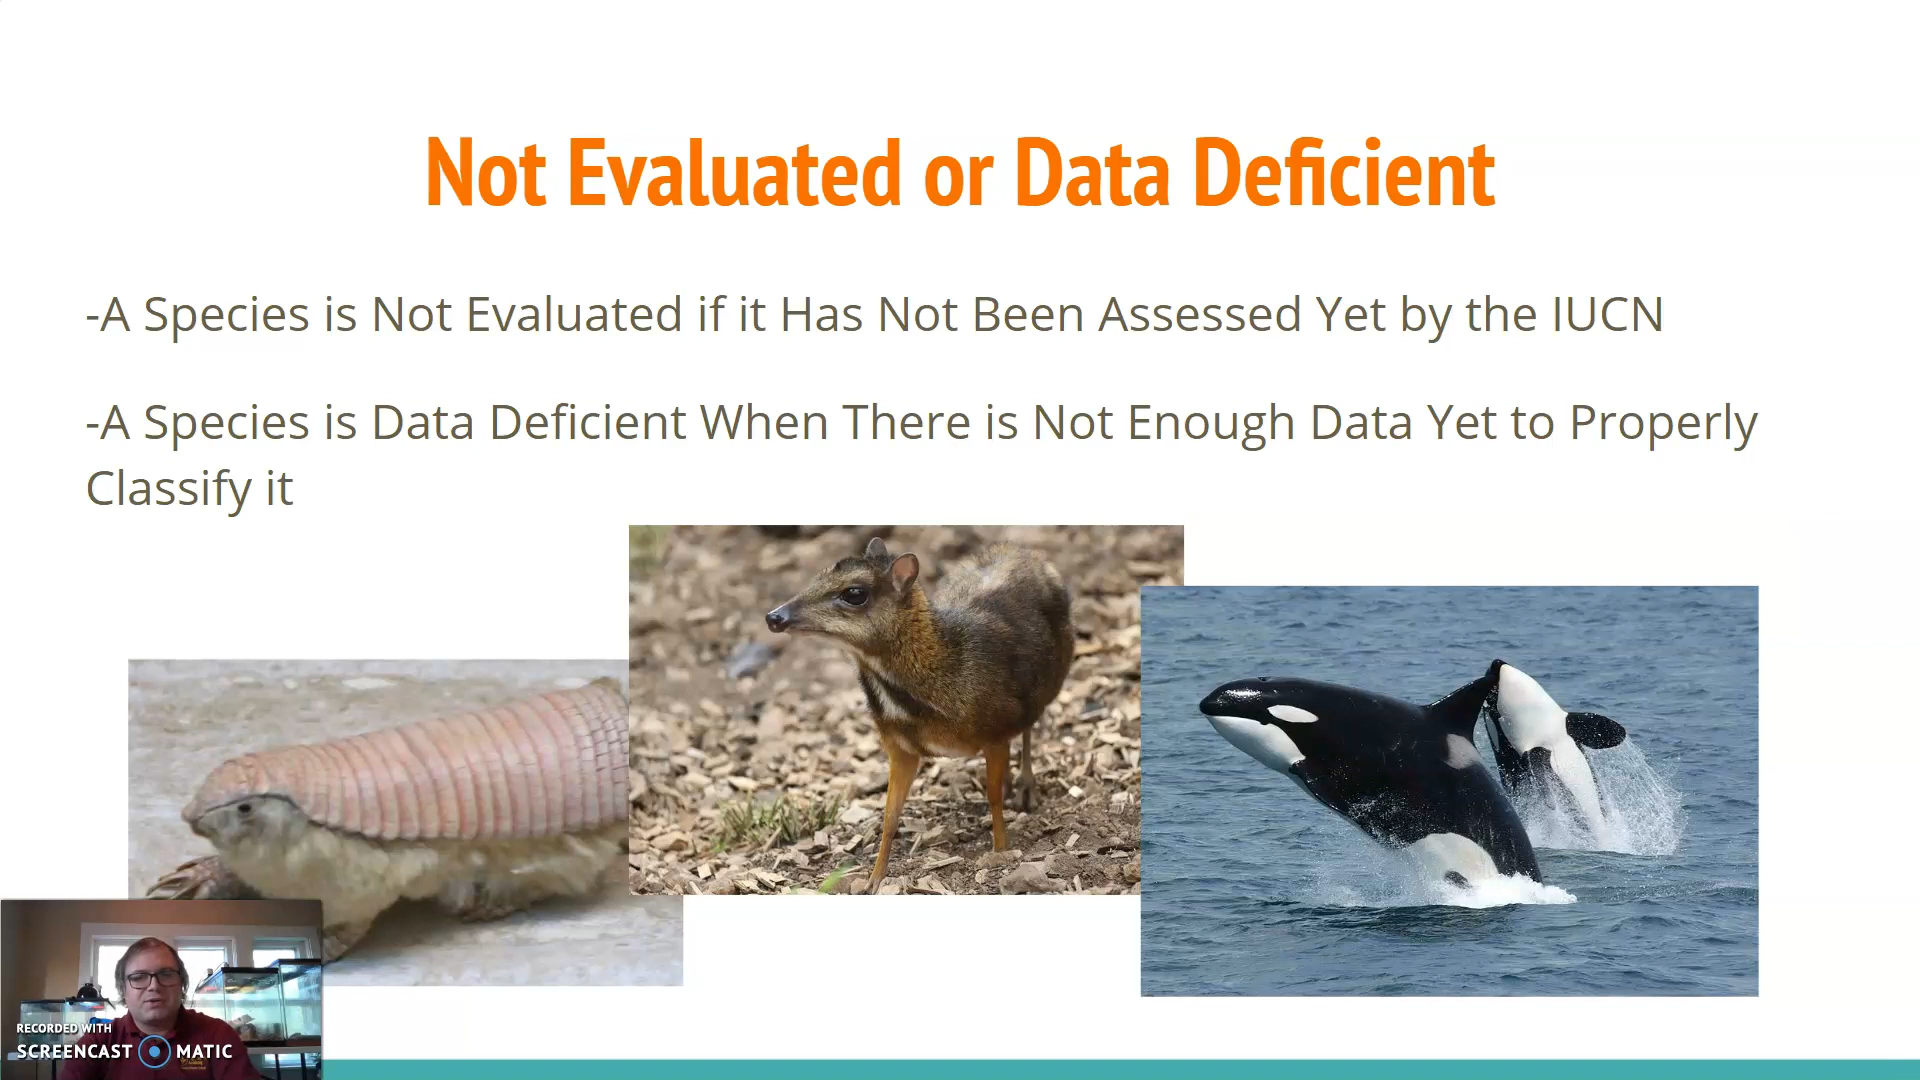 Not Evaluated or Data Deficient
-A Species is Not Evaluated if it Has Not Been Assessed Yet by the IUCN
-A Species is Data Deficient When There is Not Enough Data Yet to Properly
Classify it
RECORDED WITH
SCREENCAST MATIC